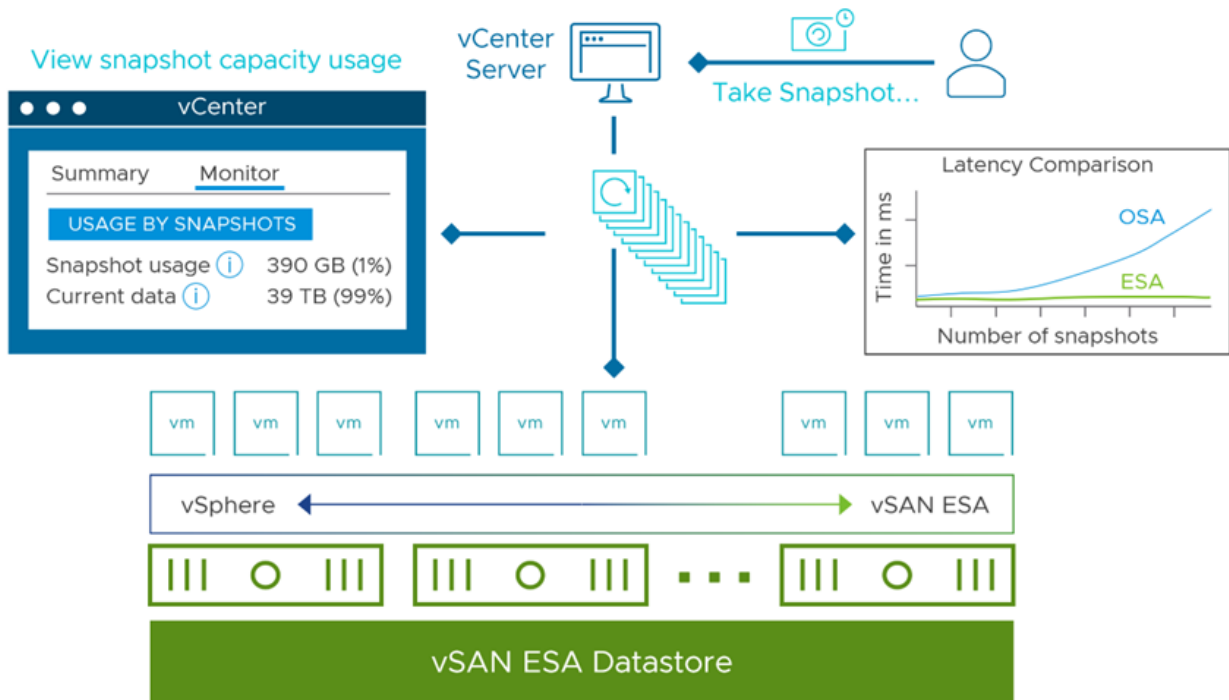 View snapshot capacity usage
vCenter
Server
Take Snapshot...
vCenter
Summary Monitor
USAGE BY SNAPSHOTS
Snapshot usage i 390 GB (1%)
Current data i 39 TB (99%)
Latency Comparison
Time in ms
OSA
ESA
Number of snapshots
vm vm vm vm vm vm vm vm vm
vSphere vSAN ESA
vSAN ESA Datastore